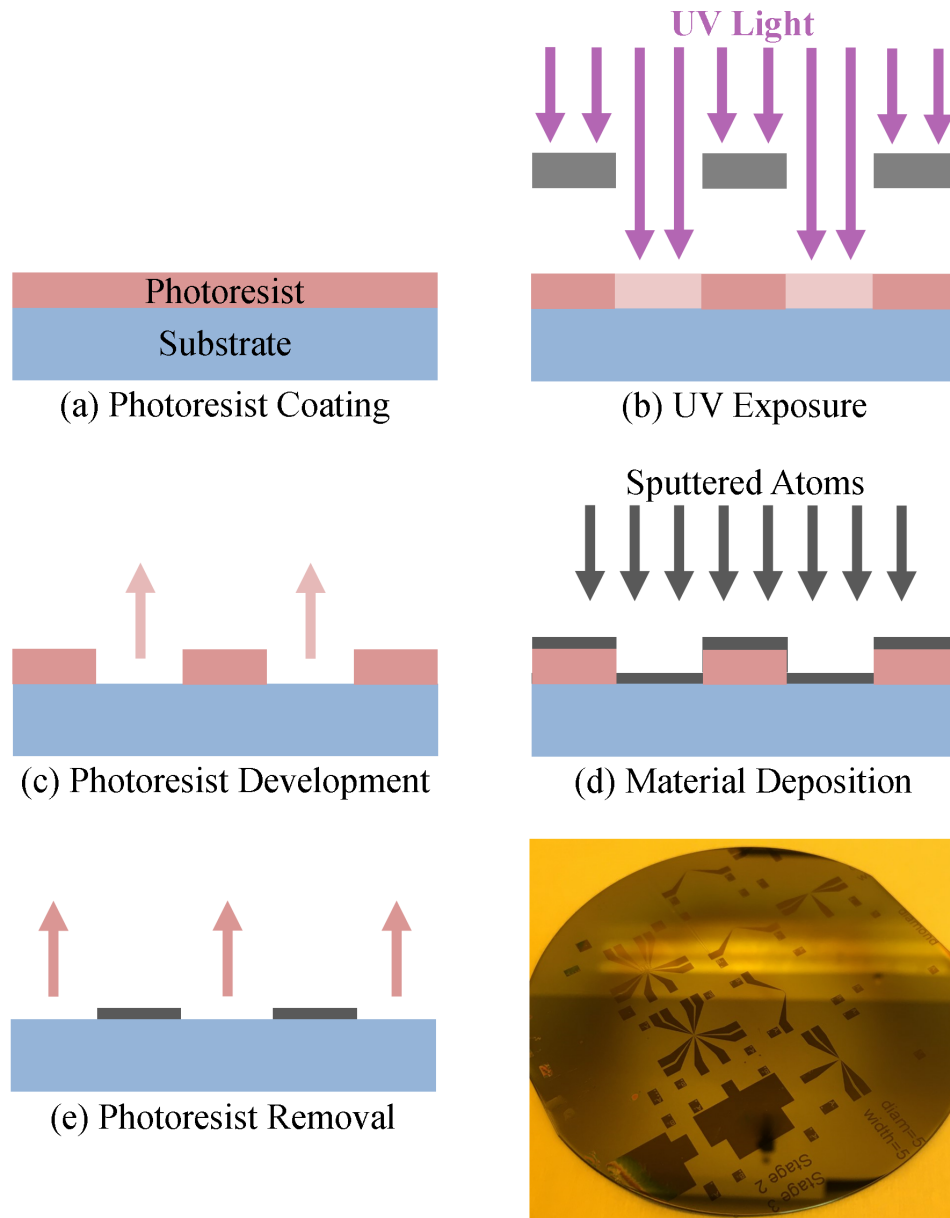 UV Light
Photoresist
Substrate
(a) Photoresist Coating
(b) UV Exposure
Sputtered Atoms
(c) Photoresist Development
(d) Material Deposition
(e) Photoresist Removal
diamond
diam=5
width=5
Stage 2
Stage 3